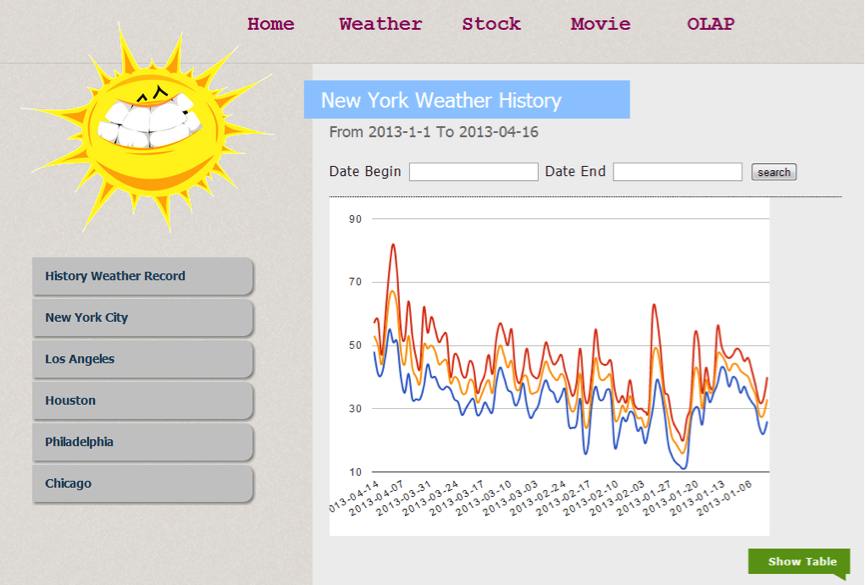 Home Weather Stock Movie OLAP
New York Weather History
From 2013-1-1 To 2013-04-16
Date Begin Date End search
History Weather Record
New York City
Los Angeles
Houston
Philadelphia
Chicago
90
70
50
30
10
2013-04-14 2013-04-07 2013-03-31 2013-03-24 2013-03-17 2013-03-10 2013-03-03 2013-02-24 2013-02-17 2013-02-10 2013-02-03 2013-01-27 2013-01-20 2013-01-13 2013-01-06
Show Table